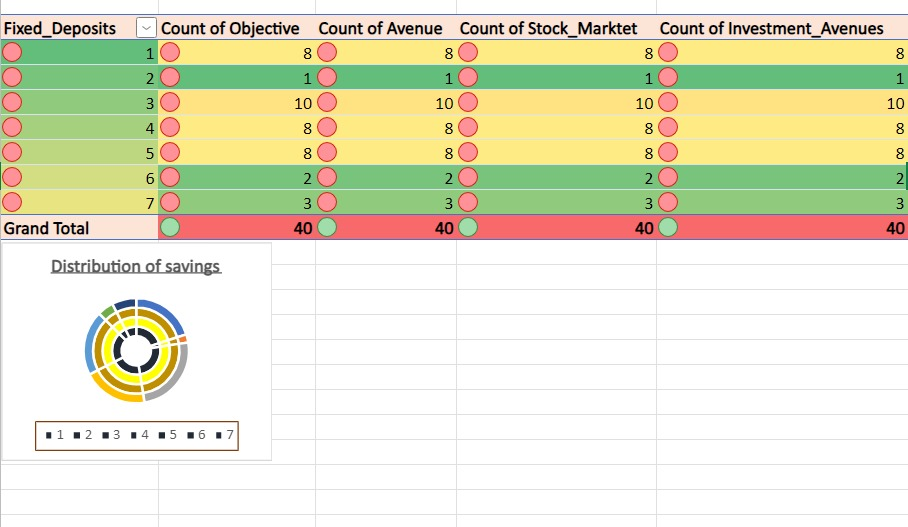 Fixed_Deposits Count of Objective Count of Avenue Count of Stock_Marktet Count of Investment_Avenues
1 8 8 8 8
2 1 1 1 1
3 10 10 10 10
4 8 8 8 8
5 8 8 8 8
6 2 2 2 2
7 3 3 3 3
Grand Total 40 40 40 40
Distribution of savings
1 2 3 4 5 6 7